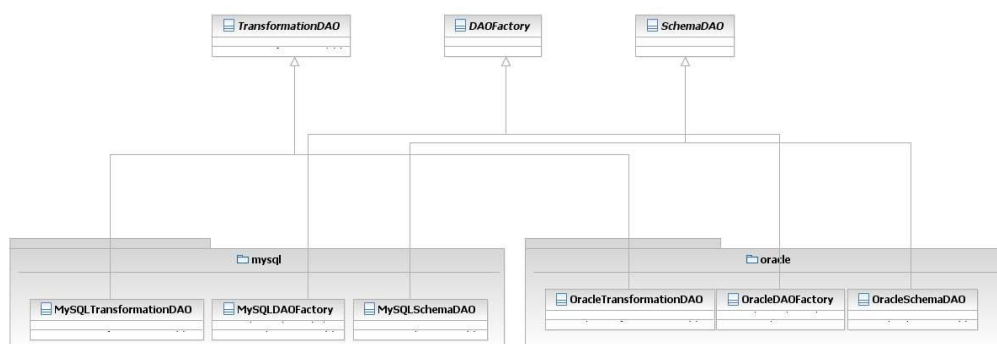 TransformationDAO
DAOFactory
SchemaDAO
mysql
oracle
MySQLTransformationDAO
MySQLDAOFactory
MySQLSchemaDAO
OracleTransformationDAO
OracleDAOFactory
OracleSchemaDAO